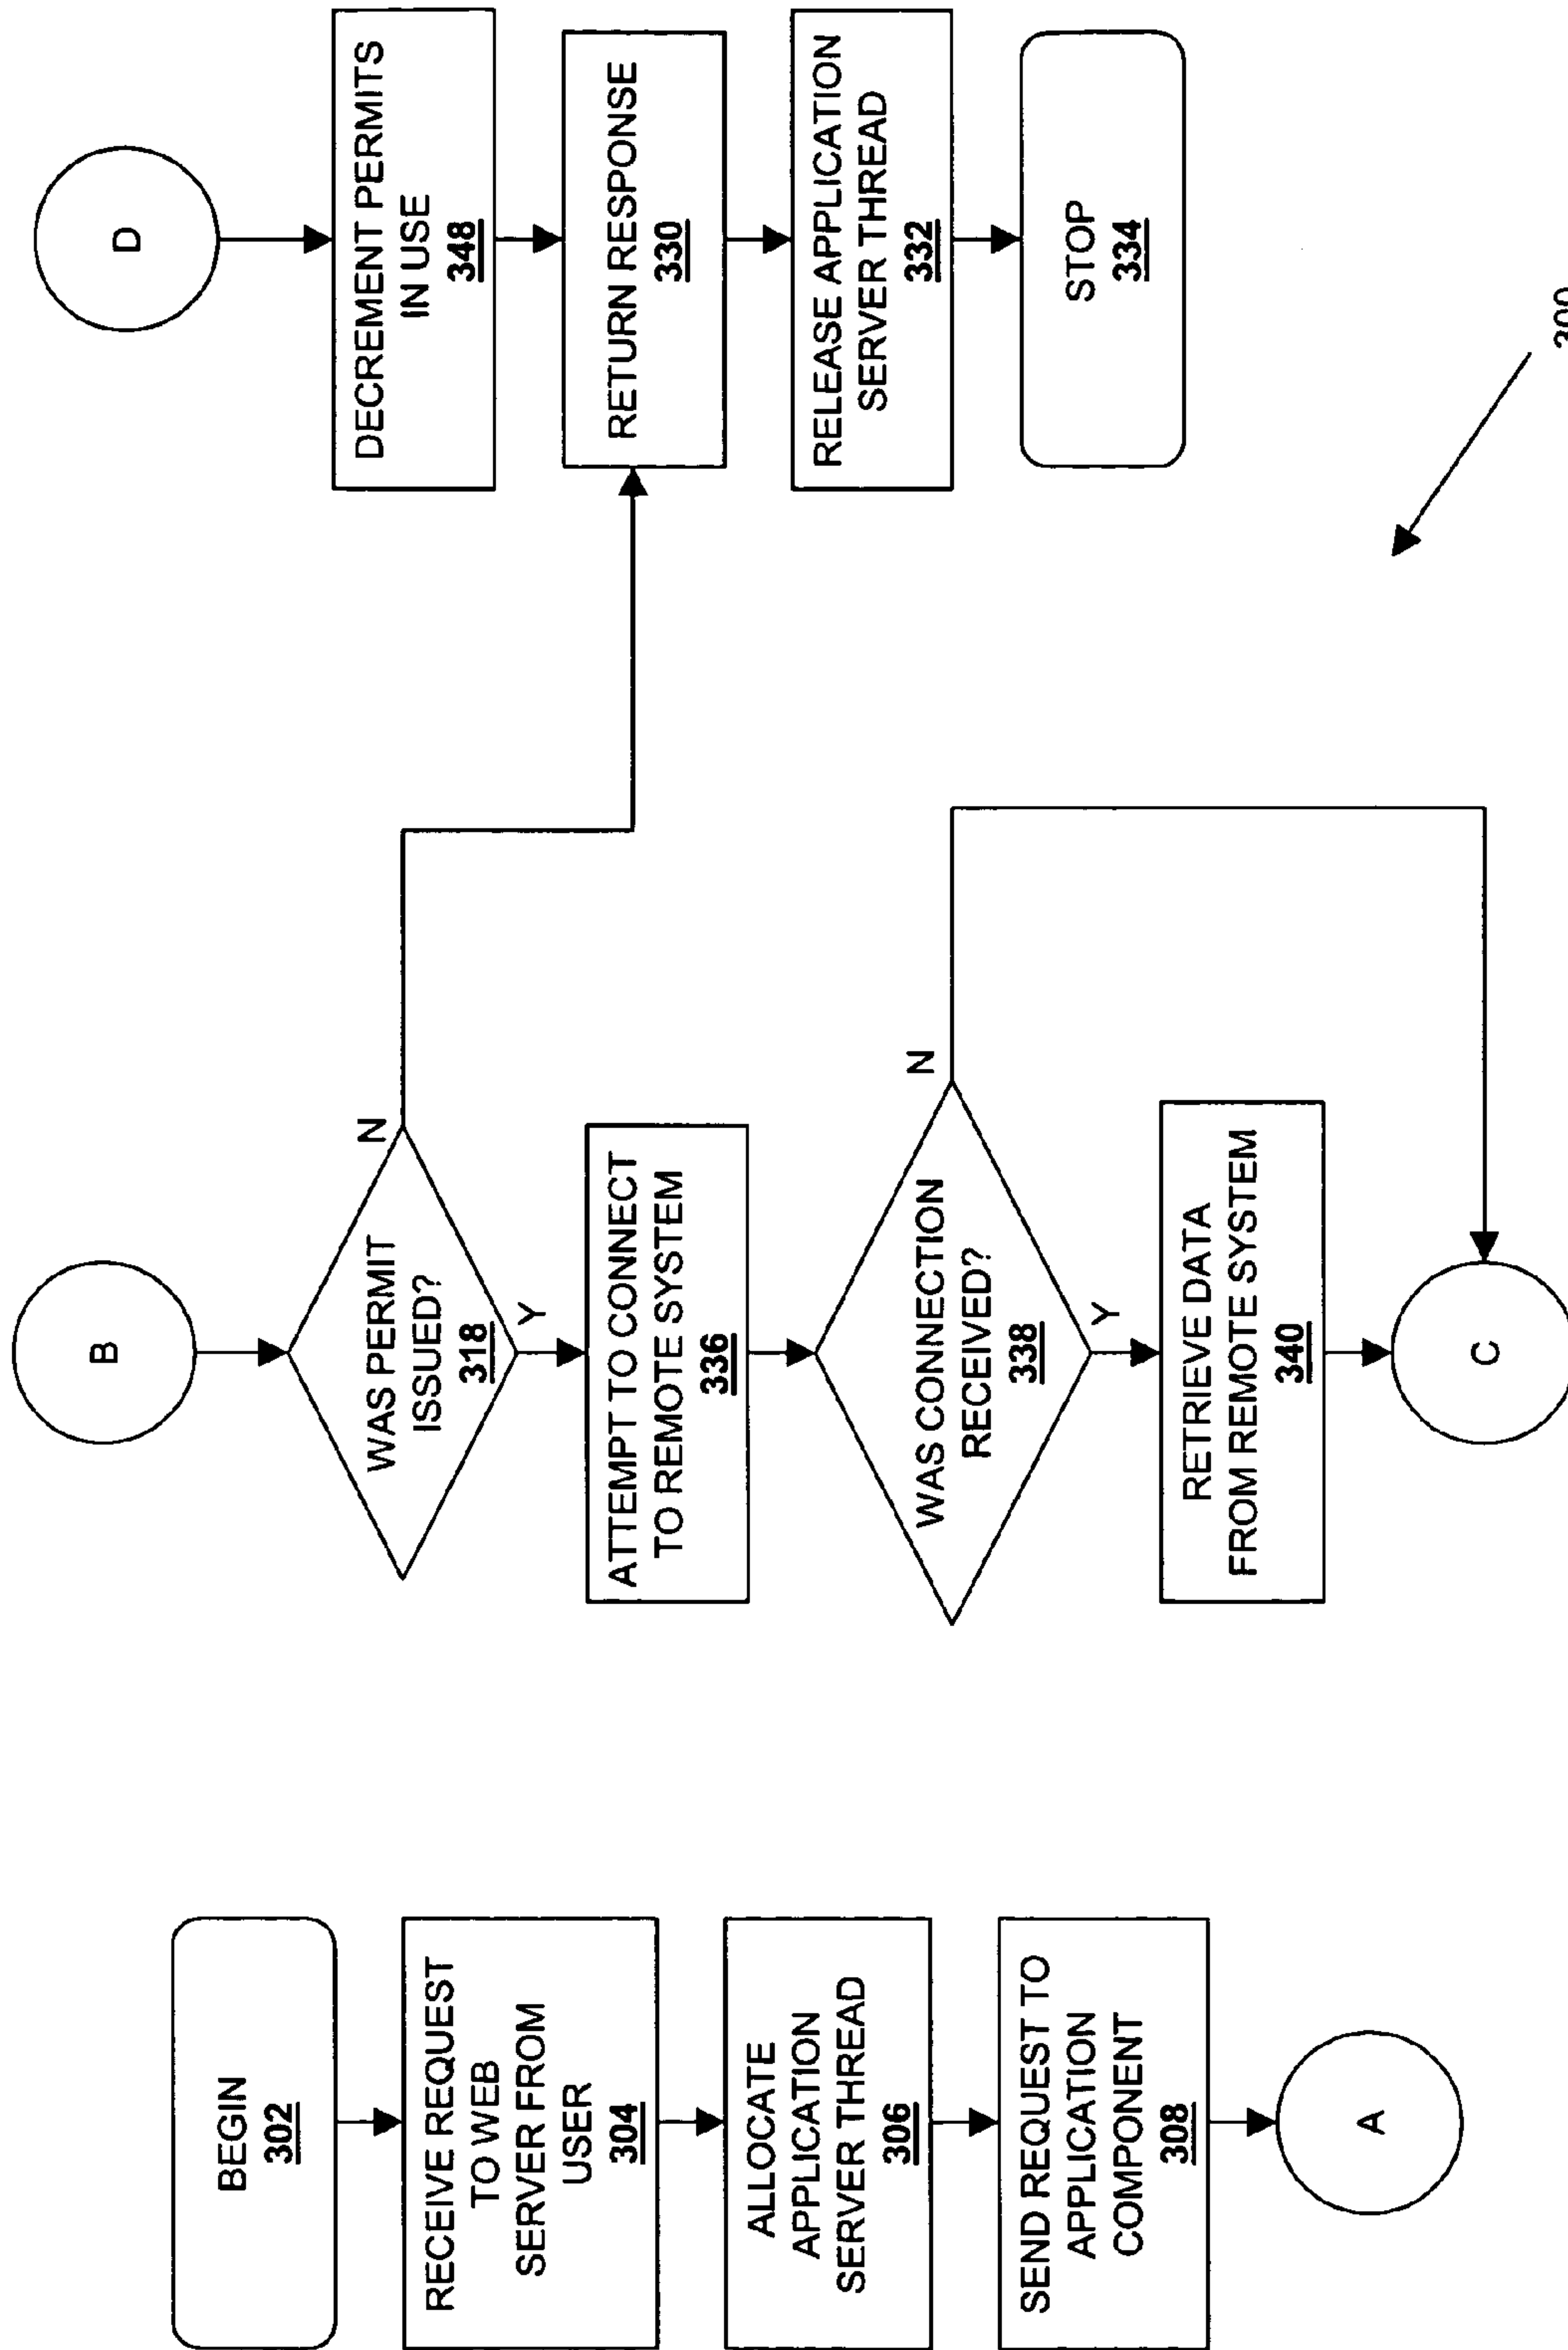 BEGIN
302
RECEIVE REQUEST
TO WEB
SERVER FROM
USER
304
ALLOCATE
APPLICATION
SERVER THREAD
306
SEND REQUEST TO
APPLICATION
COMPONENT
308
A
B
WAS PERMIT
ISSUED?
318
N
Y
ATTEMPT TO CONNECT
TO REMOTE SYSTEM
336
WAS CONNECTION
RECEIVED?
338
N
Y
RETRIEVE DATA
FROM REMOTE SYSTEM
340
C
D
DECREMENT PERMITS
IN USE
348
RETURN RESPONSE
330
RELEASE APPLICATION
SERVER THREAD
332
STOP
334
300